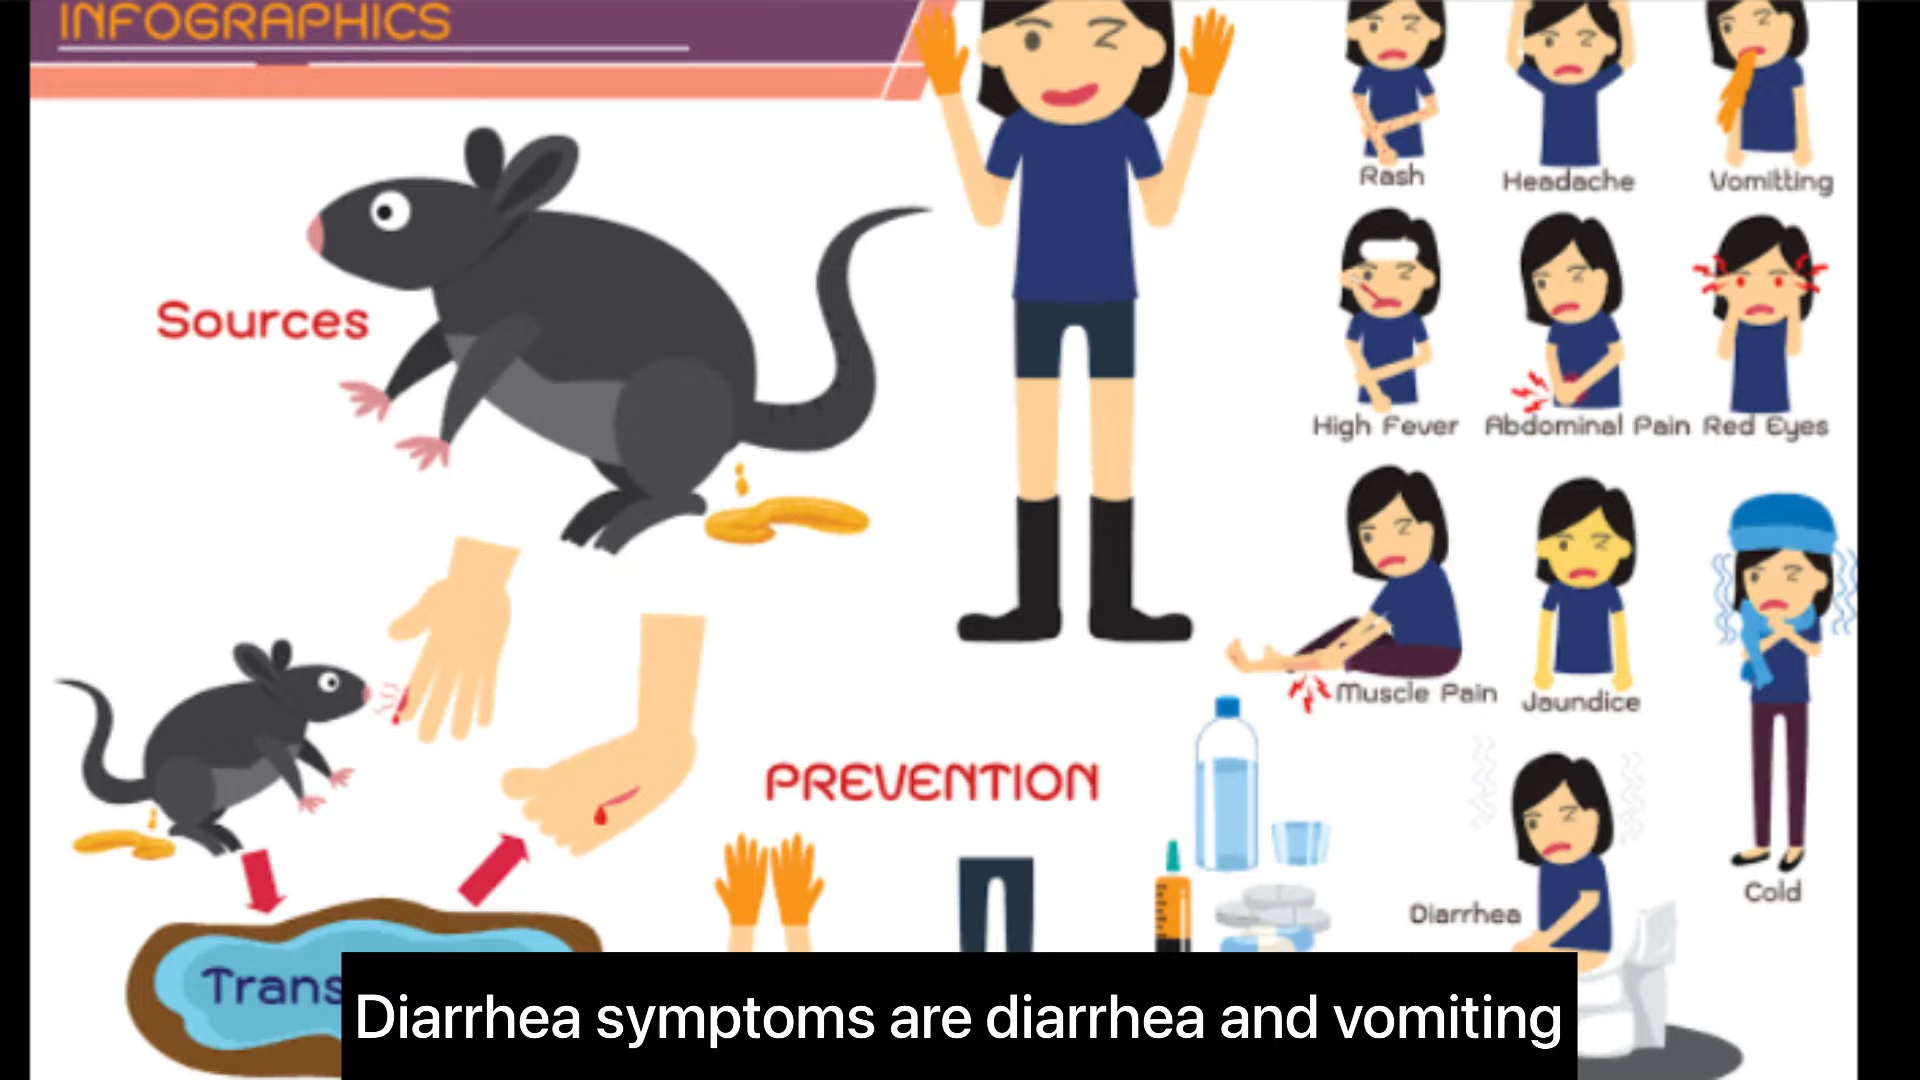 INFOGRAPHICS
Rash
Headache
Vomitting
Sources
High Fever
Abdominal Pain
Red Eyes
Muscle Pain
Jaundice
PREVENTION
Cold
Diarrhea
Trans
Diarrhea symptoms are diarrhea and vomiting